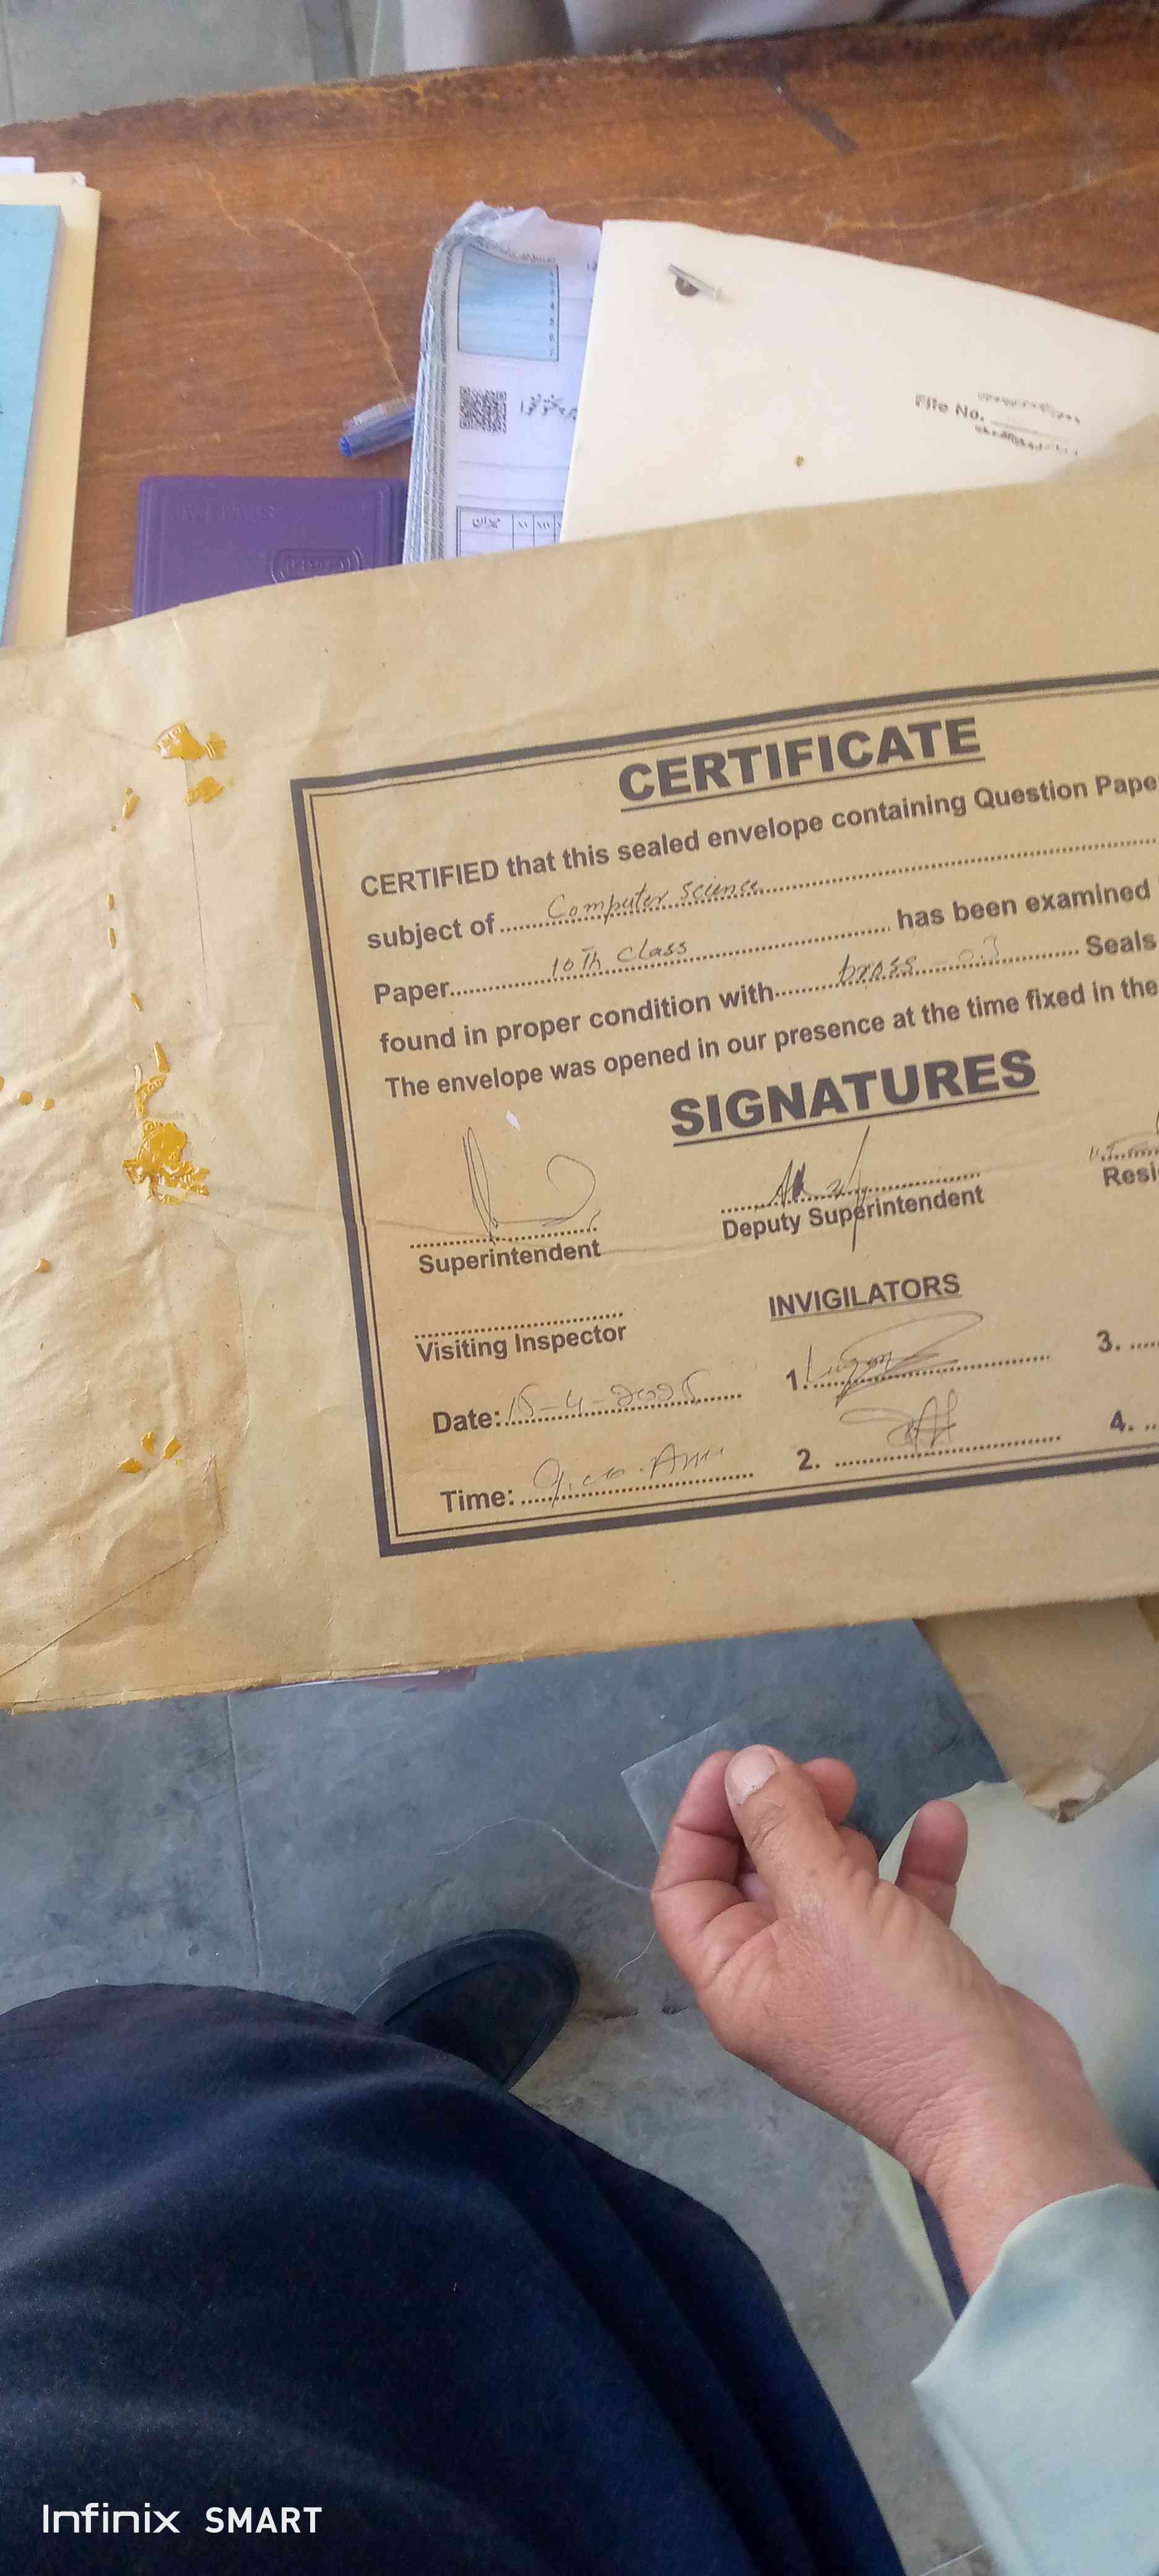 File No.
میزان
CERTIFICATE
CERTIFIED that this sealed envelope containing Question Pape
subject of Computer Science
Paper 10Th Class has been examined
found in proper condition with brass Seals
The envelope was opened in our presence at the time fixed in the
SIGNATURES
Superintendent Deputy Superintendent Resi
Visiting Inspector INVIGILATORS
Date: 15-4-2025 1. 3.
Time: 9.00. Am 2. 4.
Infinix SMART